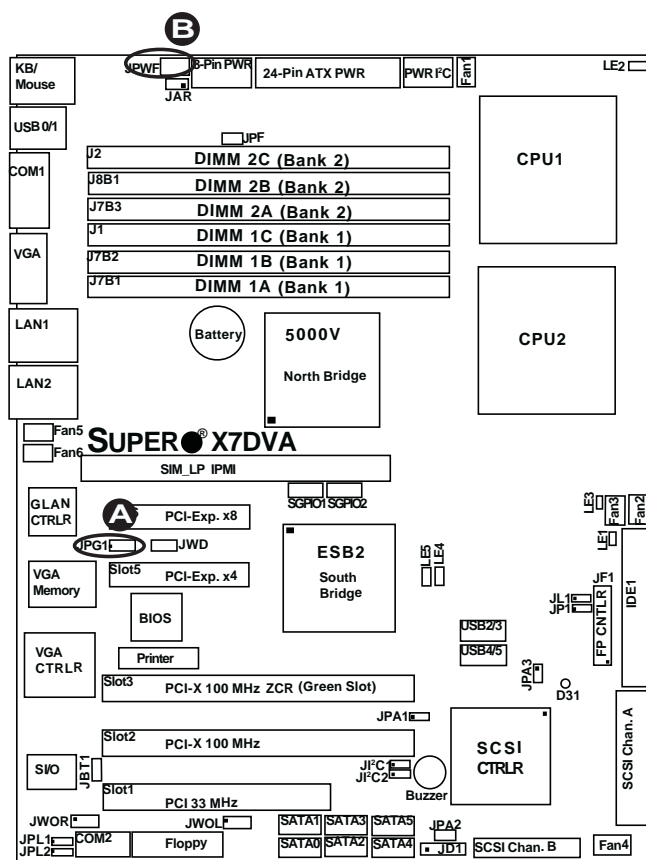 B
KB/
Mouse
JPWF
8-Pin PWR
24-Pin ATX PWR
PWR I²C
Fan1
LE2
JAR
USB 0/1
JPF
COM1
J2
DIMM 2C (Bank 2)
J8B1
DIMM 2B (Bank 2)
J7B3
DIMM 2A (Bank 2)
J1
DIMM 1C (Bank 1)
J7B2
DIMM 1B (Bank 1)
J7B1
DIMM 1A (Bank 1)
CPU1
VGA
LAN1
Battery
5000V
North Bridge
CPU2
LAN2
Fan5
Fan6
SUPER® X7DVA
SIM_LP IPMI
SGPIO1
SGPIO2
GLAN
CTRLR
A
PCI-Exp. x8
JPG1
JWD
ESB2
South
Bridge
LE5
LE4
LE3
Fan3
Fan2
LE1
VGA
Memory
Slot5
PCI-Exp. x4
BIOS
JF1
JL1
JP1
FP CNTLR
IDE1
Printer
USB2/3
USB4/5
JPA3
D31
VGA
CTRLR
Slot3
PCI-X 100 MHz ZCR (Green Slot)
JPA1
Slot2
PCI-X 100 MHz
SCSI
CTRLR
SCSI Chan. A
SI/O
JBT1
JI²C1
JI²C2
Buzzer
Slot1
PCI 33 MHz
JWOR
JWOL
SATA1
SATA3
SATA5
JPA2
JPL1
JPL2
COM2
Floppy
SATA0
SATA2
SATA4
JD1
SCSI Chan. B
Fan4